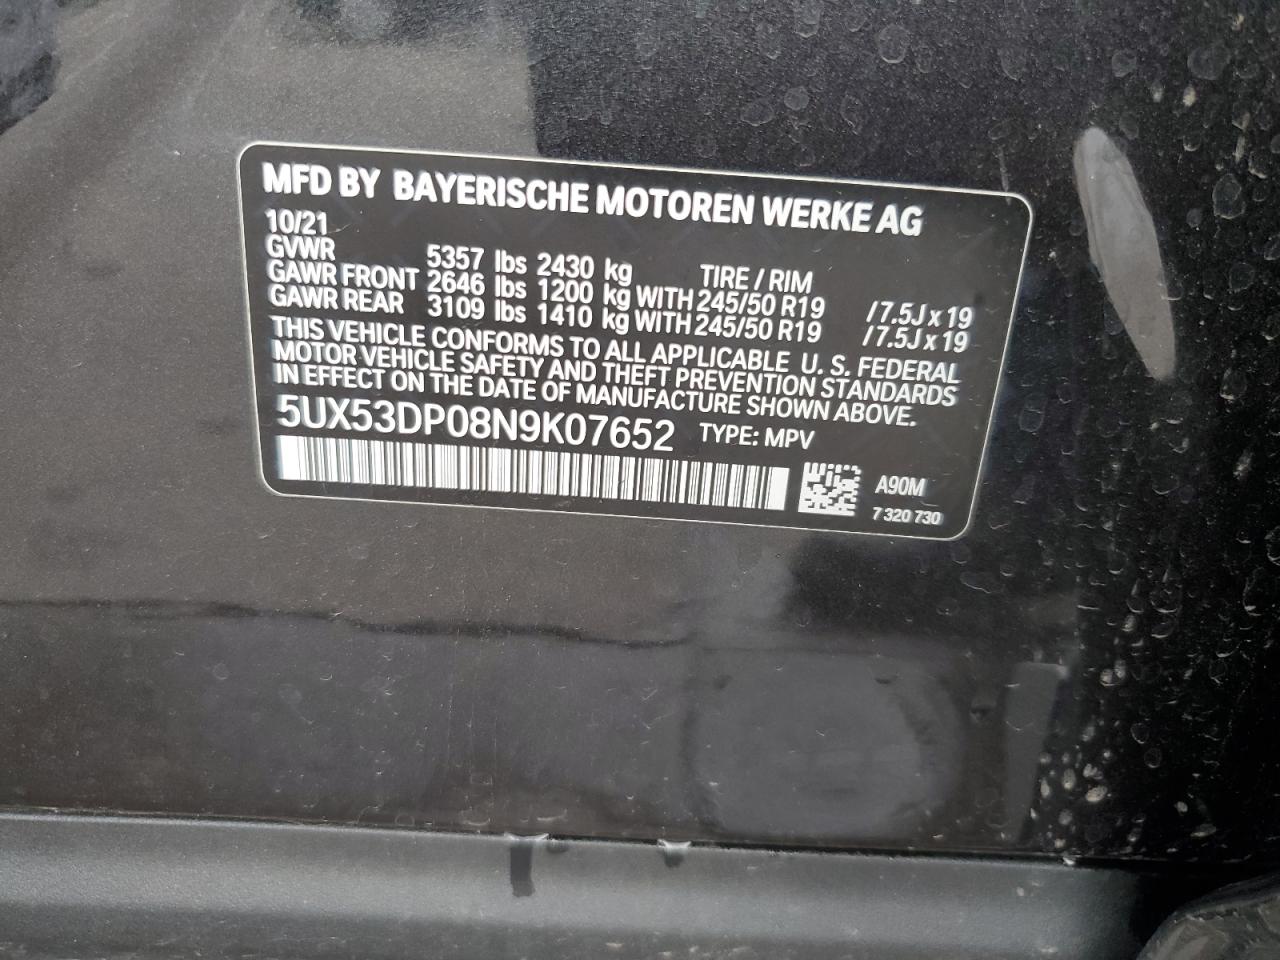 MFD BY BAYERISCHE MOTOREN WERKE AG
10/21
GVWR 5357 lbs 2430 kg TIRE / RIM
GAWR FRONT 2646 lbs 1200 kg WITH 245/50 R19 / 7.5J x 19
GAWR REAR 3109 lbs 1410 kg WITH 245/50 R19 / 7.5J x 19
THIS VEHICLE CONFORMS TO ALL APPLICABLE U. S. FEDERAL
MOTOR VEHICLE SAFETY AND THEFT PREVENTION STANDARDS
IN EFFECT ON THE DATE OF MANUFACTURE SHOWN ABOVE.
5UX53DP08N9K07652 TYPE: MPV
A90M
7 320 730